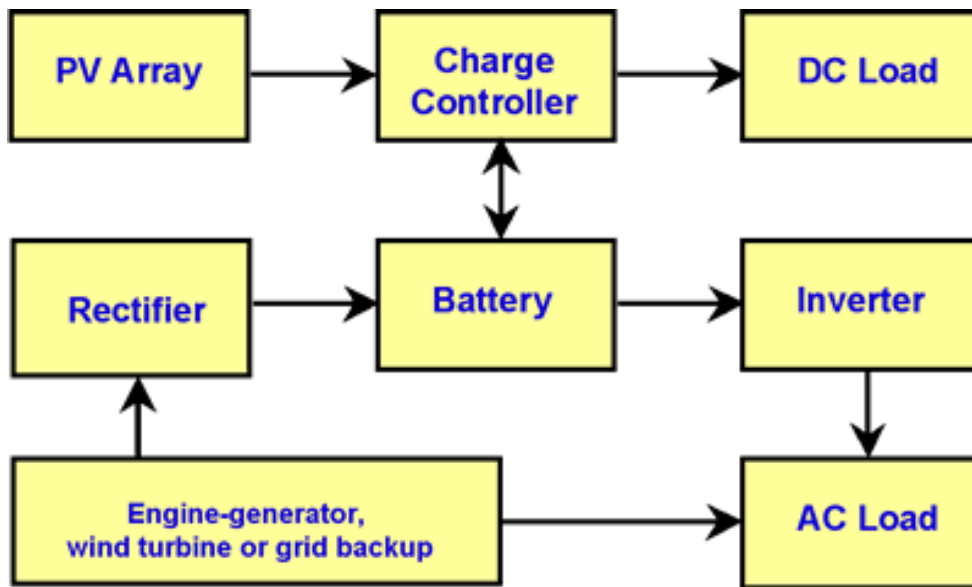 PV Array
Charge
Controller
DC Load
Rectifier
Battery
Inverter
Engine-generator,
wind turbine or grid backup
AC Load